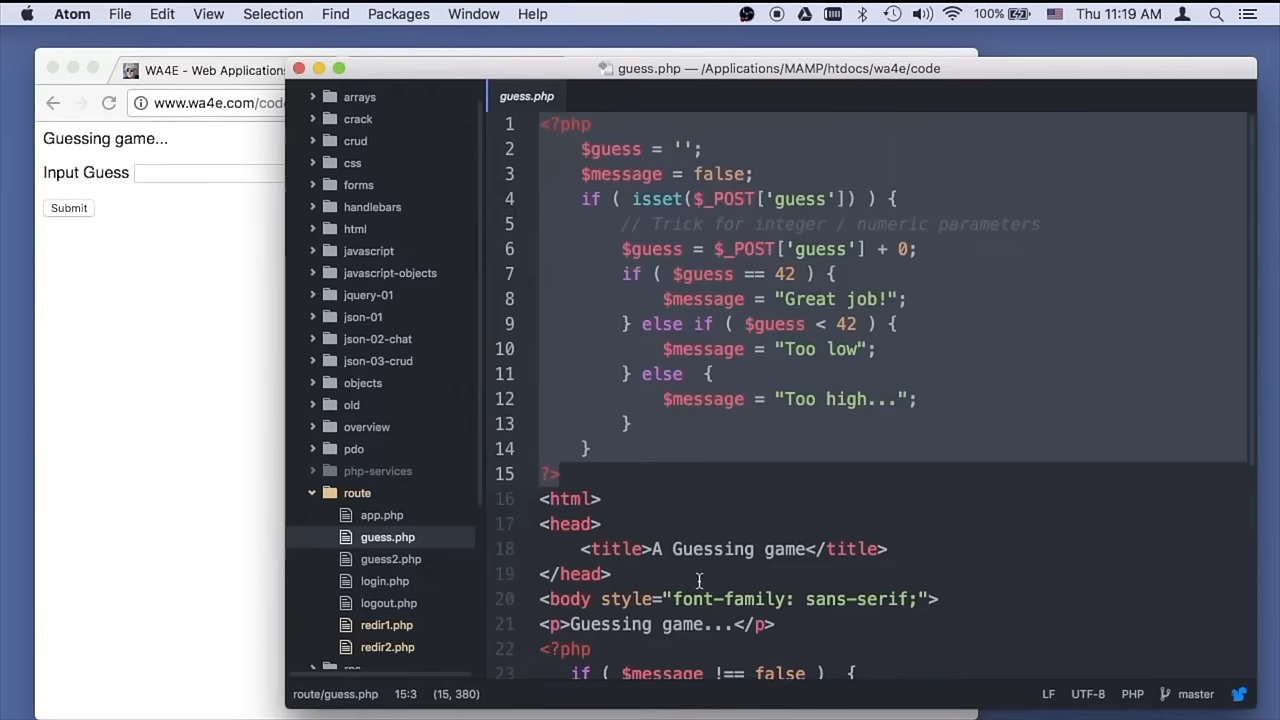 Atom File Edit View Selection Find Packages Window Help 100% Thu 11:19 AM
WA4E - Web Applications
www.wa4e.com/code
Guessing game...
Input Guess
Submit
guess.php — /Applications/MAMP/htdocs/wa4e/code
arrays
crack
crud
css
forms
handlebars
html
javascript
javascript-objects
jquery-01
json-01
json-02-chat
json-03-crud
objects
old
overview
pdo
php-services
route
app.php
guess.php
guess2.php
login.php
logout.php
redir1.php
redir2.php
guess.php
1 <?php
2 $guess = '';
3 $message = false;
4 if ( isset($_POST['guess']) ) {
5 // Trick for integer / numeric parameters
6 $guess = $_POST['guess'] + 0;
7 if ( $guess == 42 ) {
8 $message = "Great job!";
9 } else if ( $guess < 42 ) {
10 $message = "Too low";
11 } else {
12 $message = "Too high...";
13 }
14 }
15 ?>
16 <html>
17 <head>
18 <title>A Guessing game</title>
19 </head>
20 <body style="font-family: sans-serif;">
21 <p>Guessing game...</p>
22 <?php
23 if ( $message !== false ) {
route/guess.php 15:3 (15, 380) LF UTF-8 PHP master